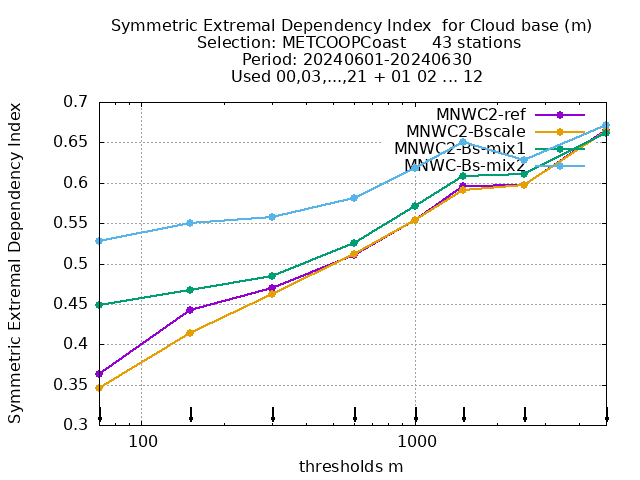 Symmetric Extremal Dependency Index  for Cloud base (m)
Selection: METCOOPCoast     43 stations
Period: 20240601-20240630
Used 00,03,...,21 + 01 02 ... 12
Symmetric Extremal Dependency Index
0.7
0.65
0.6
0.55
0.5
0.45
0.4
0.35
0.3
MNWC2-ref
MNWC2-Bscale
MNWC2-Bs-mix1
MNWC-Bs-mix2
100
1000
thresholds m